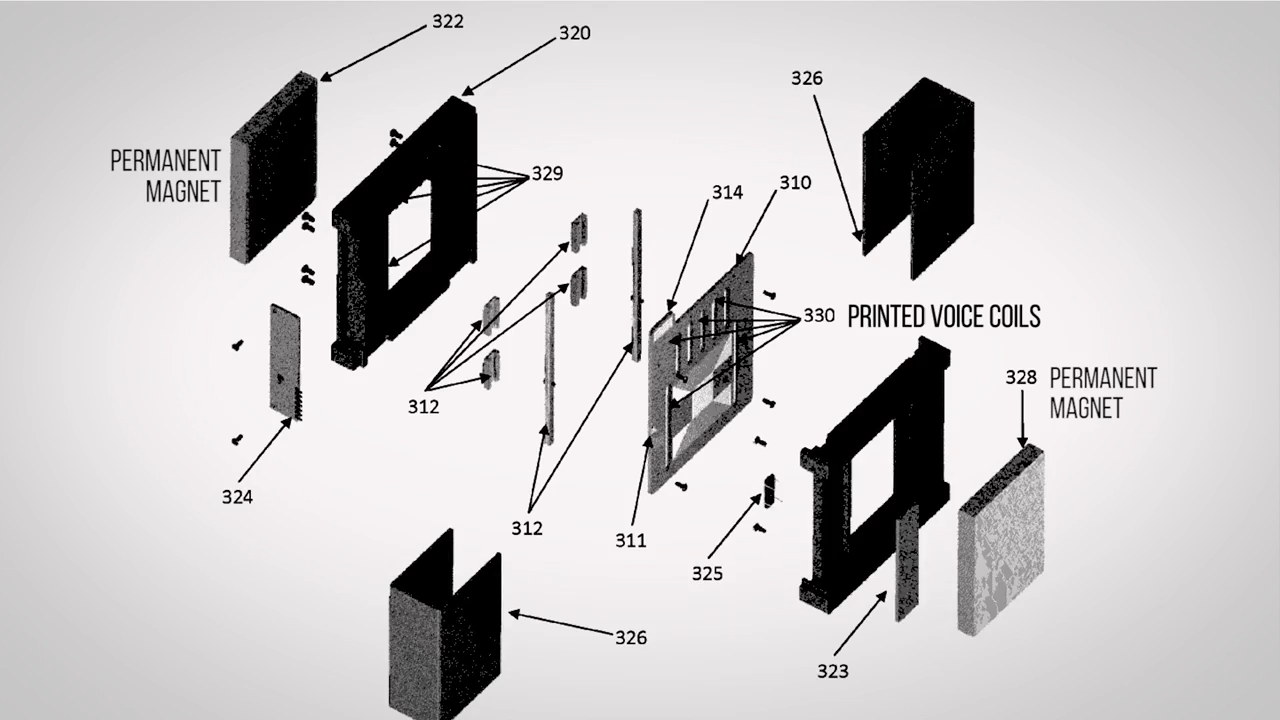 322
320
326
PERMANENT
MAGNET
329
314
310
330 PRINTED VOICE COILS
328 PERMANENT
MAGNET
312
324
312
311
325
326
323